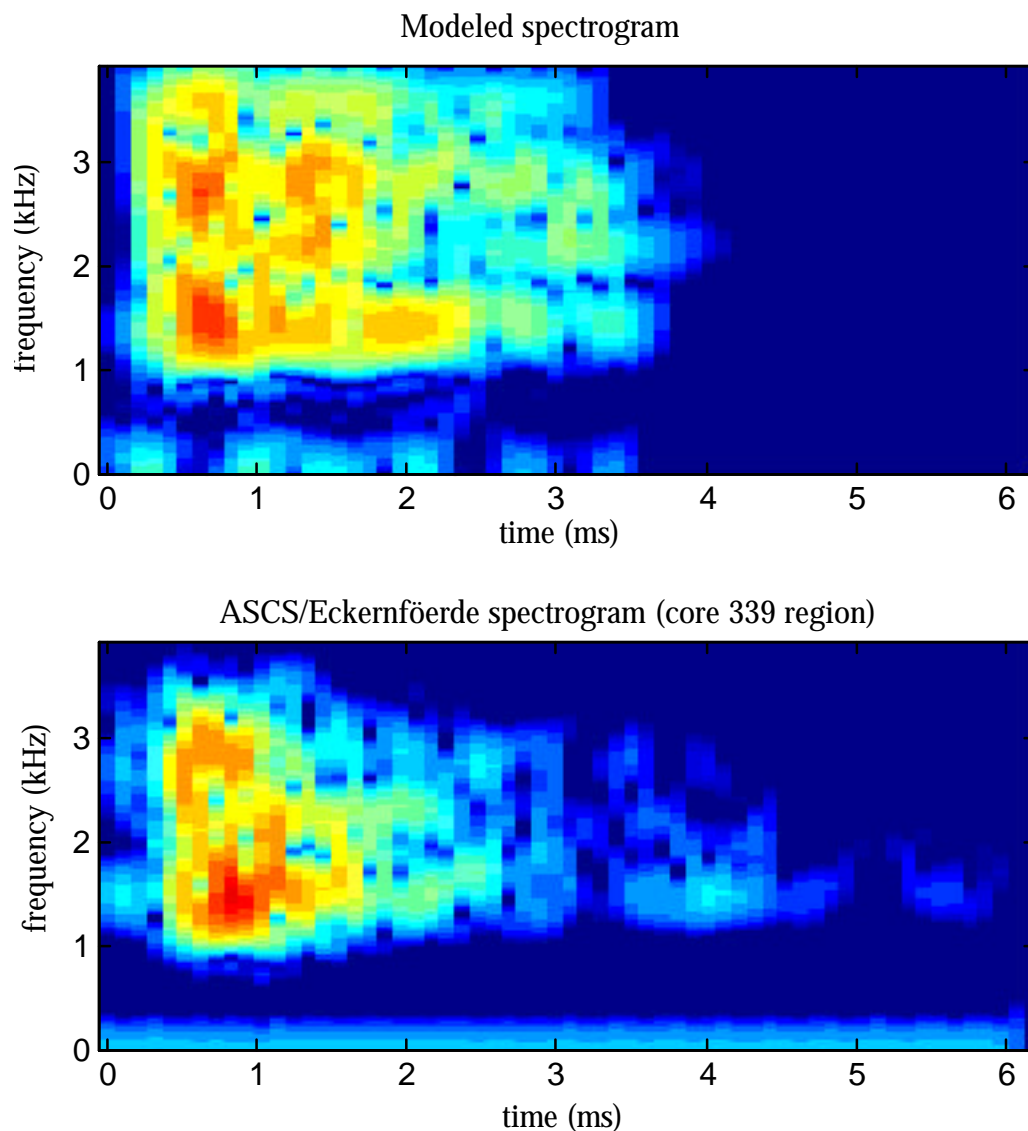 Modeled spectrogram
frequency (kHz)
3
2
1
0
0 1 2 3 4 5 6
time (ms)
ASCS/Eckernföerde spectrogram (core 339 region)
frequency (kHz)
3
2
1
0
0 1 2 3 4 5 6
time (ms)